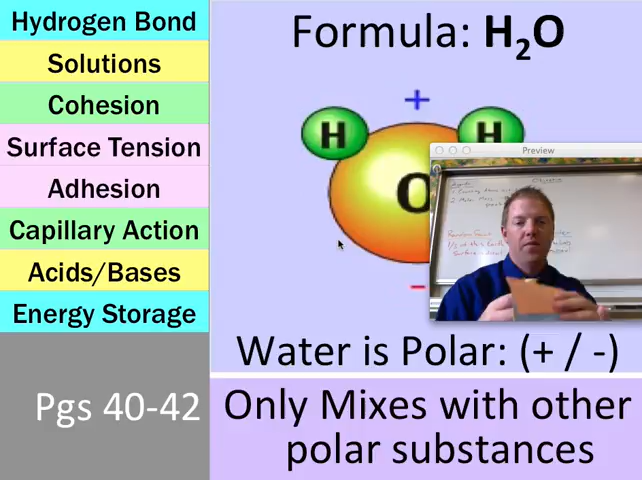 Hydrogen Bond
Solutions
Cohesion
Surface Tension
Adhesion
Capillary Action
Acids/Bases
Energy Storage
Pgs 40-42
Formula: H₂O
+
H H
O
-
Preview
Water is Polar: (+ / -)
Only Mixes with other
polar substances